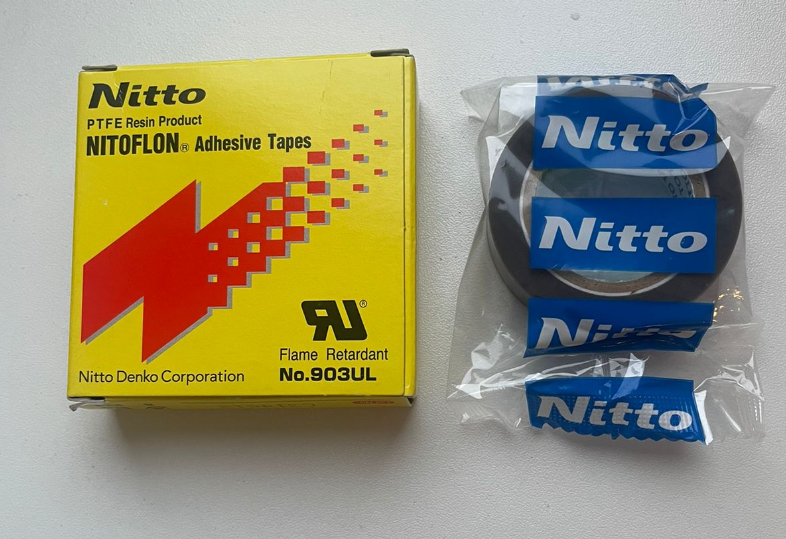 Nitto
PTFE Resin Product
NITOFLON® Adhesive Tapes
RU®
Flame Retardant
No.903UL
Nitto Denko Corporation
Nitto
Nitto
Nitto
Nitto
Nitto